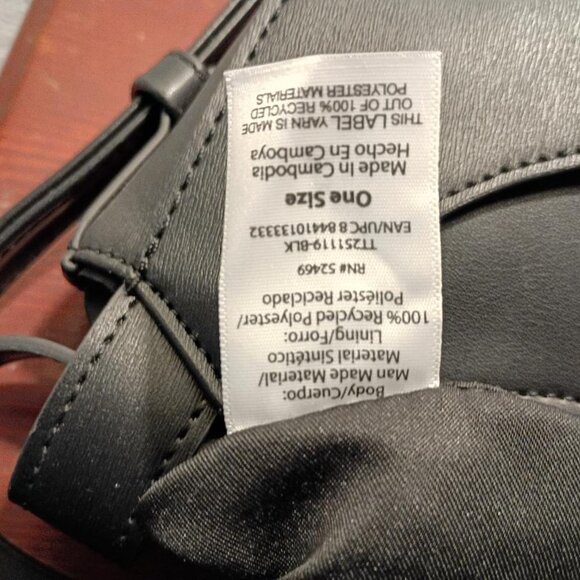 Body/Cuerpo:
Man Made Material/
Material Sintético
Lining/Forro:
100% Recycled Polyester/
Poliéster Reciclado
RN# 52469
TT251119-BLK
EAN/UPC 8 84410133332
One Size
Made In Cambodia
Hecho En Camboya
THIS LABEL YARN IS MADE
OUT OF 100% RECYCLED
POLYESTER MATERIALS